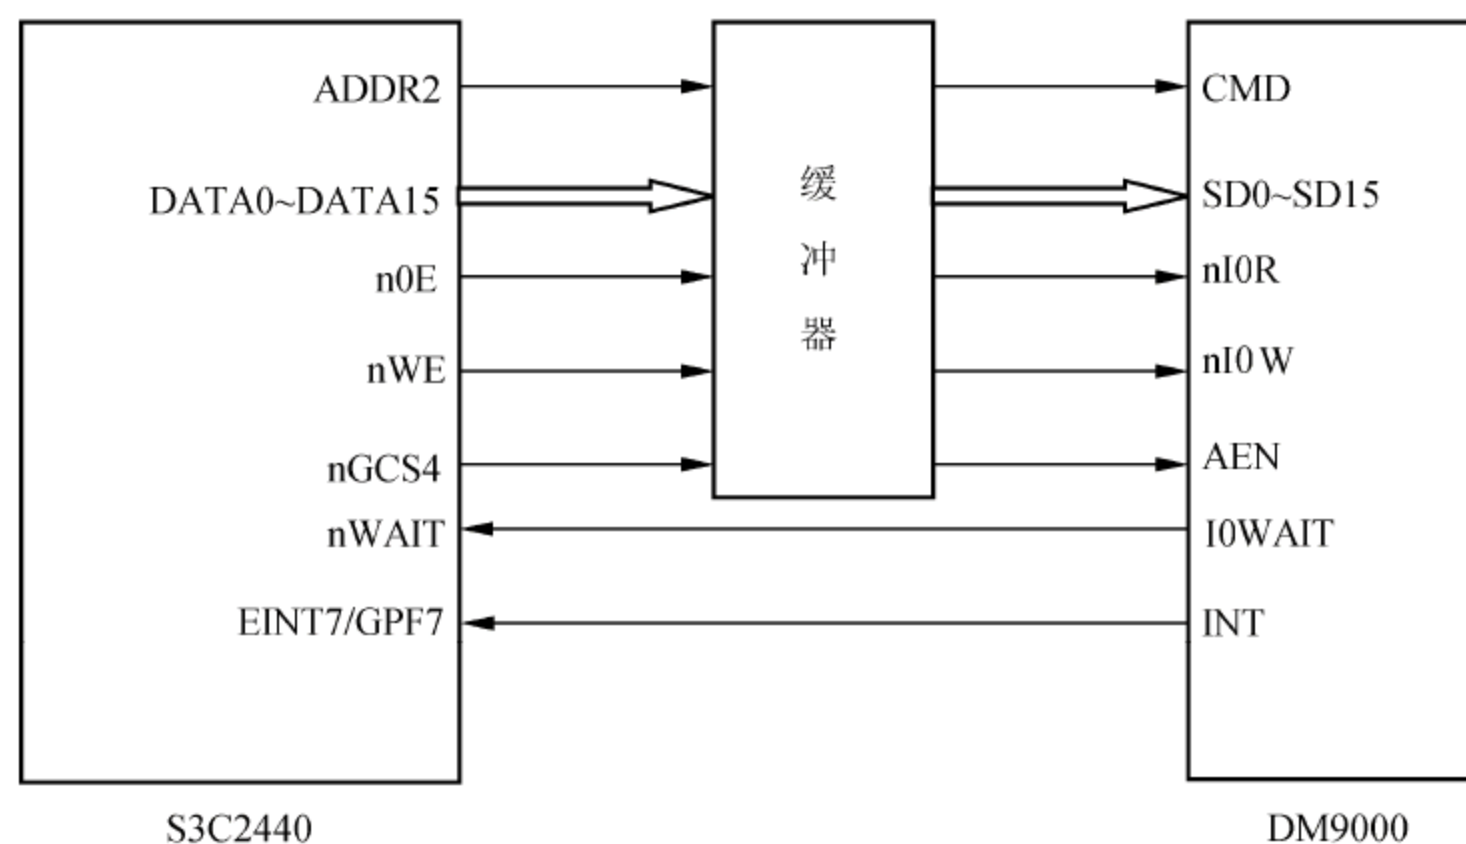 ADDR2
CMD
DATA0~DATA15
SD0~SD15
n0E
nI0R
nWE
nI0 W
nGCS4
AEN
nWAIT
I0WAIT
EINT7/GPF7
INT
缓
冲
器
S3C2440
DM9000